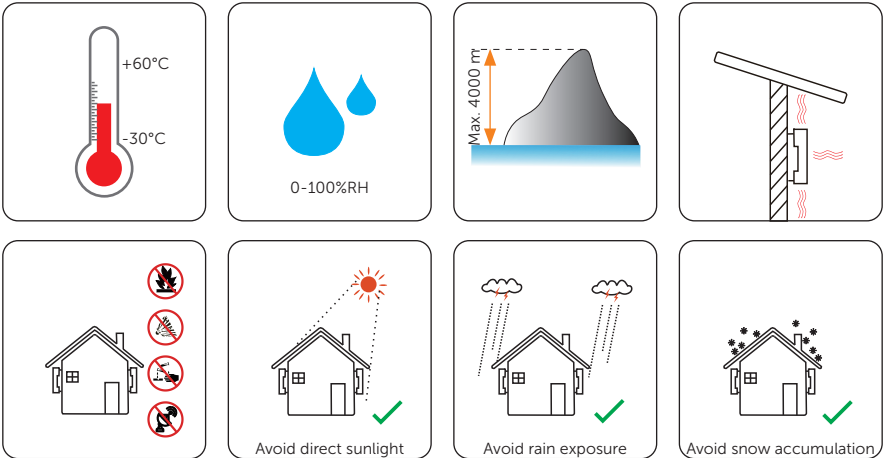 +60°C
-30°C
0-100%RH
Max. 4000 m
Avoid direct sunlight
Avoid rain exposure
Avoid snow accumulation